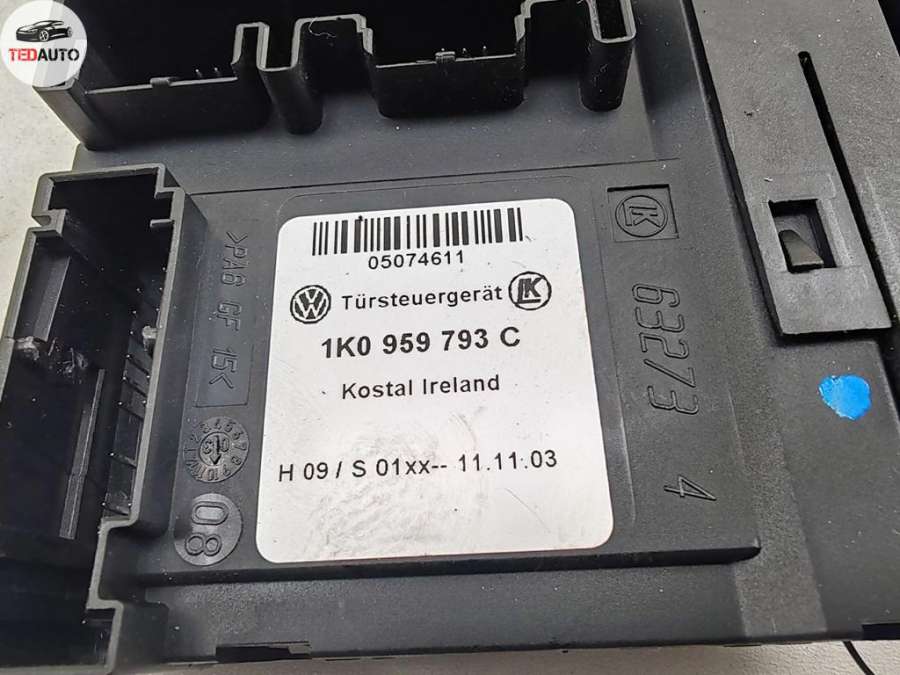 TEDAUTO
05074611
Türsteuergerät
1K0 959 793 C
Kostal Ireland
H 09 / S 01xx-- 11.11.03
>PA6 GF 15<
08
LK
63273 4